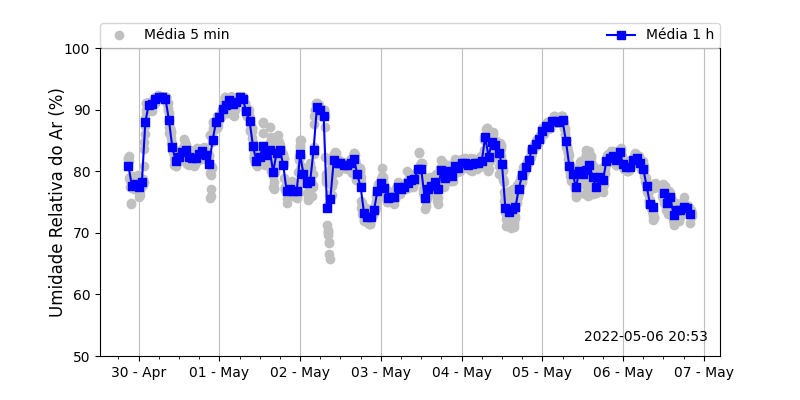 Média 5 min
Média 1 h
Umidade Relativa do Ar (%)
100
90
80
70
60
50
2022-05-06 20:53
30 - Apr
01 - May
02 - May
03 - May
04 - May
05 - May
06 - May
07 - May